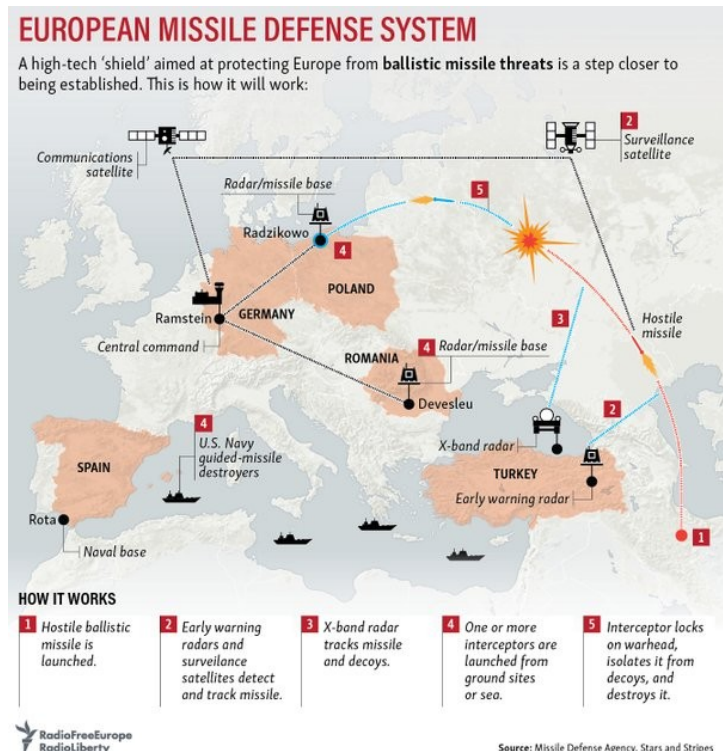 EUROPEAN MISSILE DEFENSE SYSTEM
A high-tech ‘shield’ aimed at protecting Europe from ballistic missile threats is a step closer to
being established. This is how it will work:
Communications
satellite
2
Surveillance
satellite
Radar/missile base
5
Radzikowo
4
POLAND
Ramstein
GERMANY
Central command
3
Hostile
missile
ROMANIA
4
Radar/missile base
Devesleu
2
4
U.S. Navy
guided-missile
destroyers
X-band radar
SPAIN
TURKEY
Early warning radar
Rota
Naval base
1
HOW IT WORKS
1
Hostile ballistic
missile is
launched.
2
Early warning
radars and
surveilance
satellites detect
and track missile.
3
X-band radar
tracks missile
and decoys.
4
One or more
interceptors are
launched from
ground sites
or sea.
5
Interceptor locks
on warhead,
isolates it from
decoys, and
destroys it.
RadioFreeEurope
RadioLiberty
Source: Missile Defense Agency, Stars and Stripes